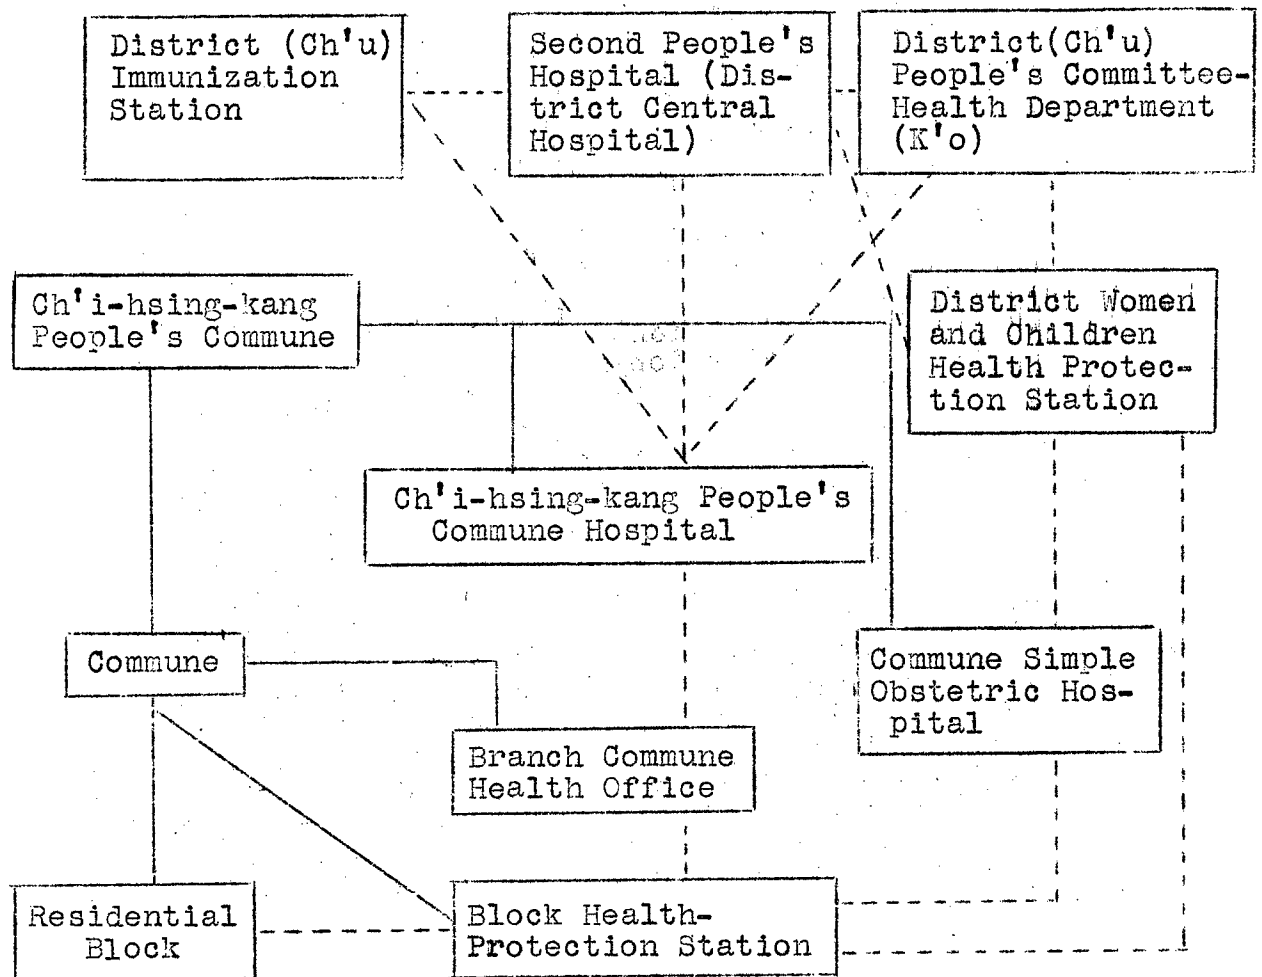 District (Ch'u)
Immunization
Station
Second People's
Hospital (Dis-
trict Central
Hospital)
District(Ch'u)
People's Committee-
Health Department
(K'o)
Ch'i-hsing-kang
People's Commune
District Women
and Children
Health Protec-
tion Station
Ch'i-hsing-kang People's
Commune Hospital
Commune
Commune Simple
Obstetric Hos-
pital
Branch Commune
Health Office
Residential
Block
Block Health-
Protection Station